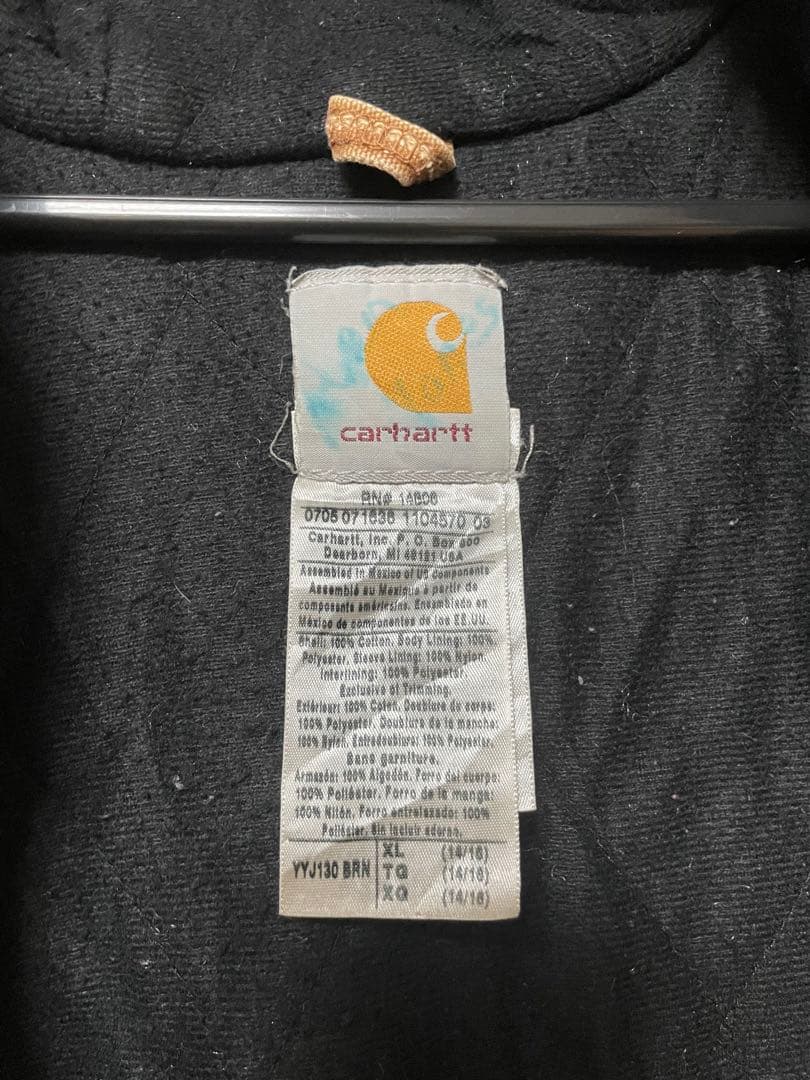 carhartt
RN# 14806
0705 071636 1104570 03
Carhartt, Inc. P. O. Box 600
Dearborn, MI 48121 USA
Assembled in Mexico of US Components
Assemblé au Mexique à partir de
composants américains. Ensamblado en
México de componentes de los EE.UU.
Shell: 100% Cotton. Body Lining: 100%
Polyester. Sleeve Lining: 100% Nylon.
Interlining: 100% Polyester.
Exclusive of Trimming.
Extérieur: 100% Coton. Doublure du corps:
100% Polyester. Doublure de la manche:
100% Nylon. Entredoublure: 100% Polyester.
Sans garniture.
Armazón: 100% Algodón. Forro del cuerpo:
100% Poliéster. Forro de la manga:
100% Nilón. Forro entrelazado: 100%
Poliéster. Sin incluir adorno.
YYJ130 BRN
XL (14/16)
TG (14/16)
XG (14/16)